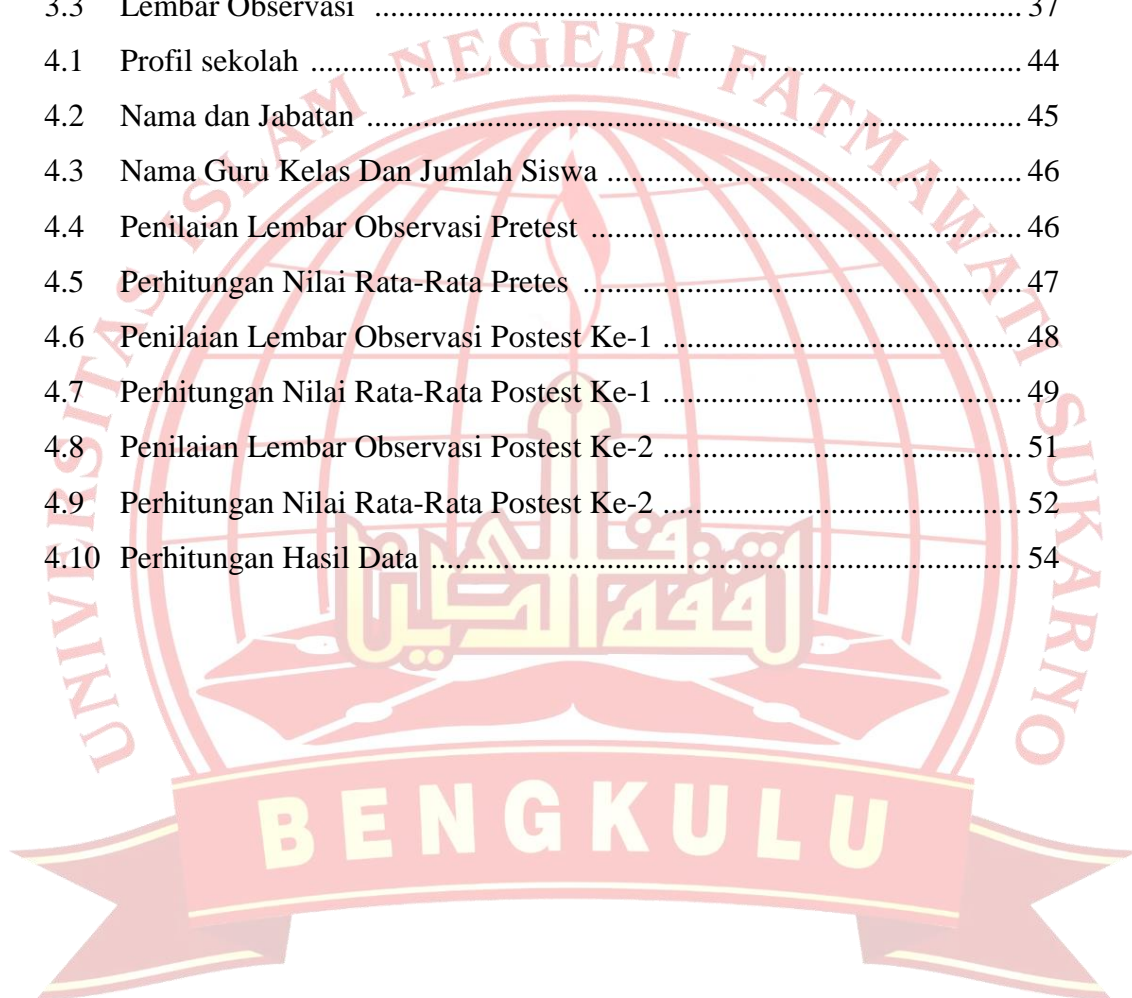 3.3 Lembar Observasi ................................................................................ 37
4.1 Profil sekolah ........................................................................................ 44
4.2 Nama dan Jabatan ................................................................................. 45
4.3 Nama Guru Kelas Dan Jumlah Siswa ................................................... 46
4.4 Penilaian Lembar Observasi Pretest ..................................................... 46
4.5 Perhitungan Nilai Rata-Rata Pretes ...................................................... 47
4.6 Penilaian Lembar Observasi Postest Ke-1 ............................................ 48
4.7 Perhitungan Nilai Rata-Rata Postest Ke-1 ............................................ 49
4.8 Penilaian Lembar Observasi Postest Ke-2 ............................................ 51
4.9 Perhitungan Nilai Rata-Rata Postest Ke-2 ............................................ 52
4.10 Perhitungan Hasil Data ......................................................................... 54
UNIVERSITAS ISLAM NEGERI FATMAWATI SUKARNO
BENGKULU